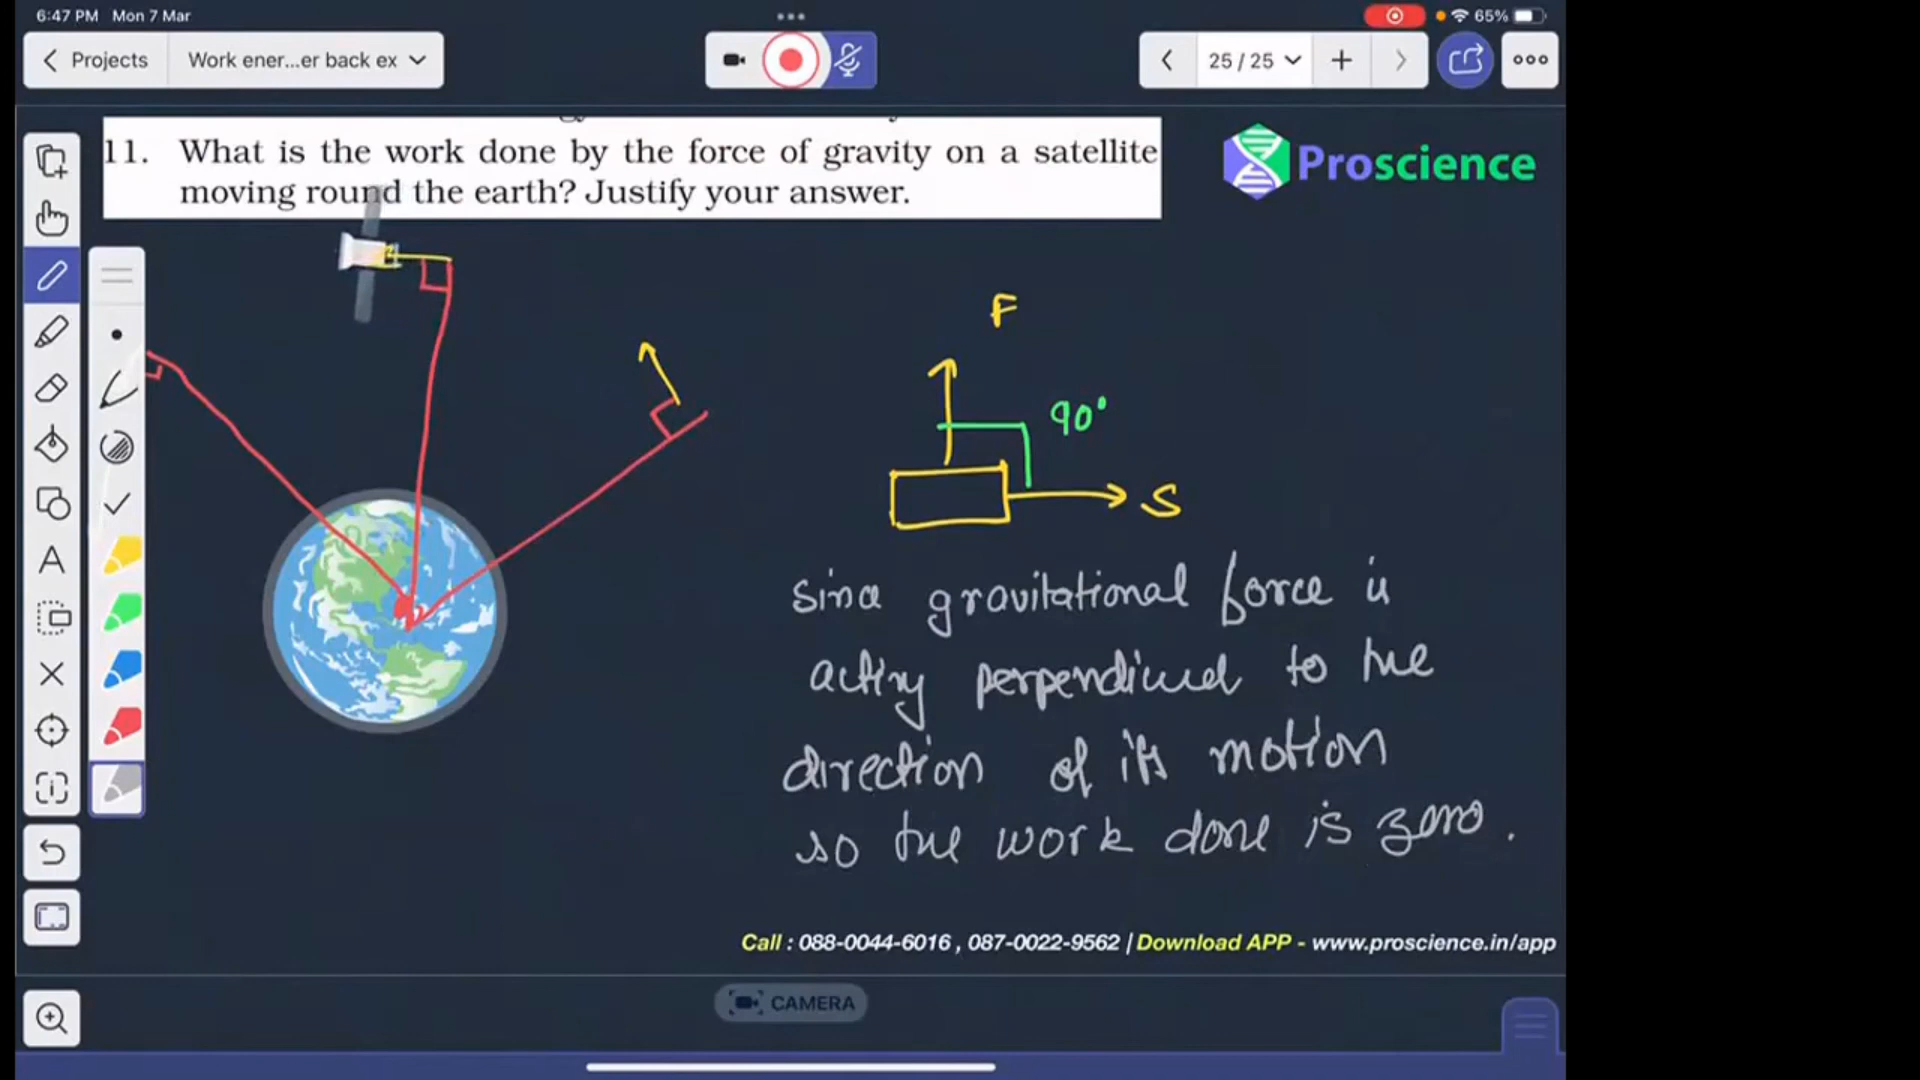 6:47 PM Mon 7 Mar
65%
Projects
Work ener...er back ex
25 / 25
11. What is the work done by the force of gravity on a satellite
moving round the earth? Justify your answer.
Proscience
F
90°
S
A
since gravitational force is
acting perpendicul to the
direction of its motion
so the work done is zero.
Call : 088-0044-6016 , 087-0022-9562 | Download APP - www.proscience.in/app
CAMERA